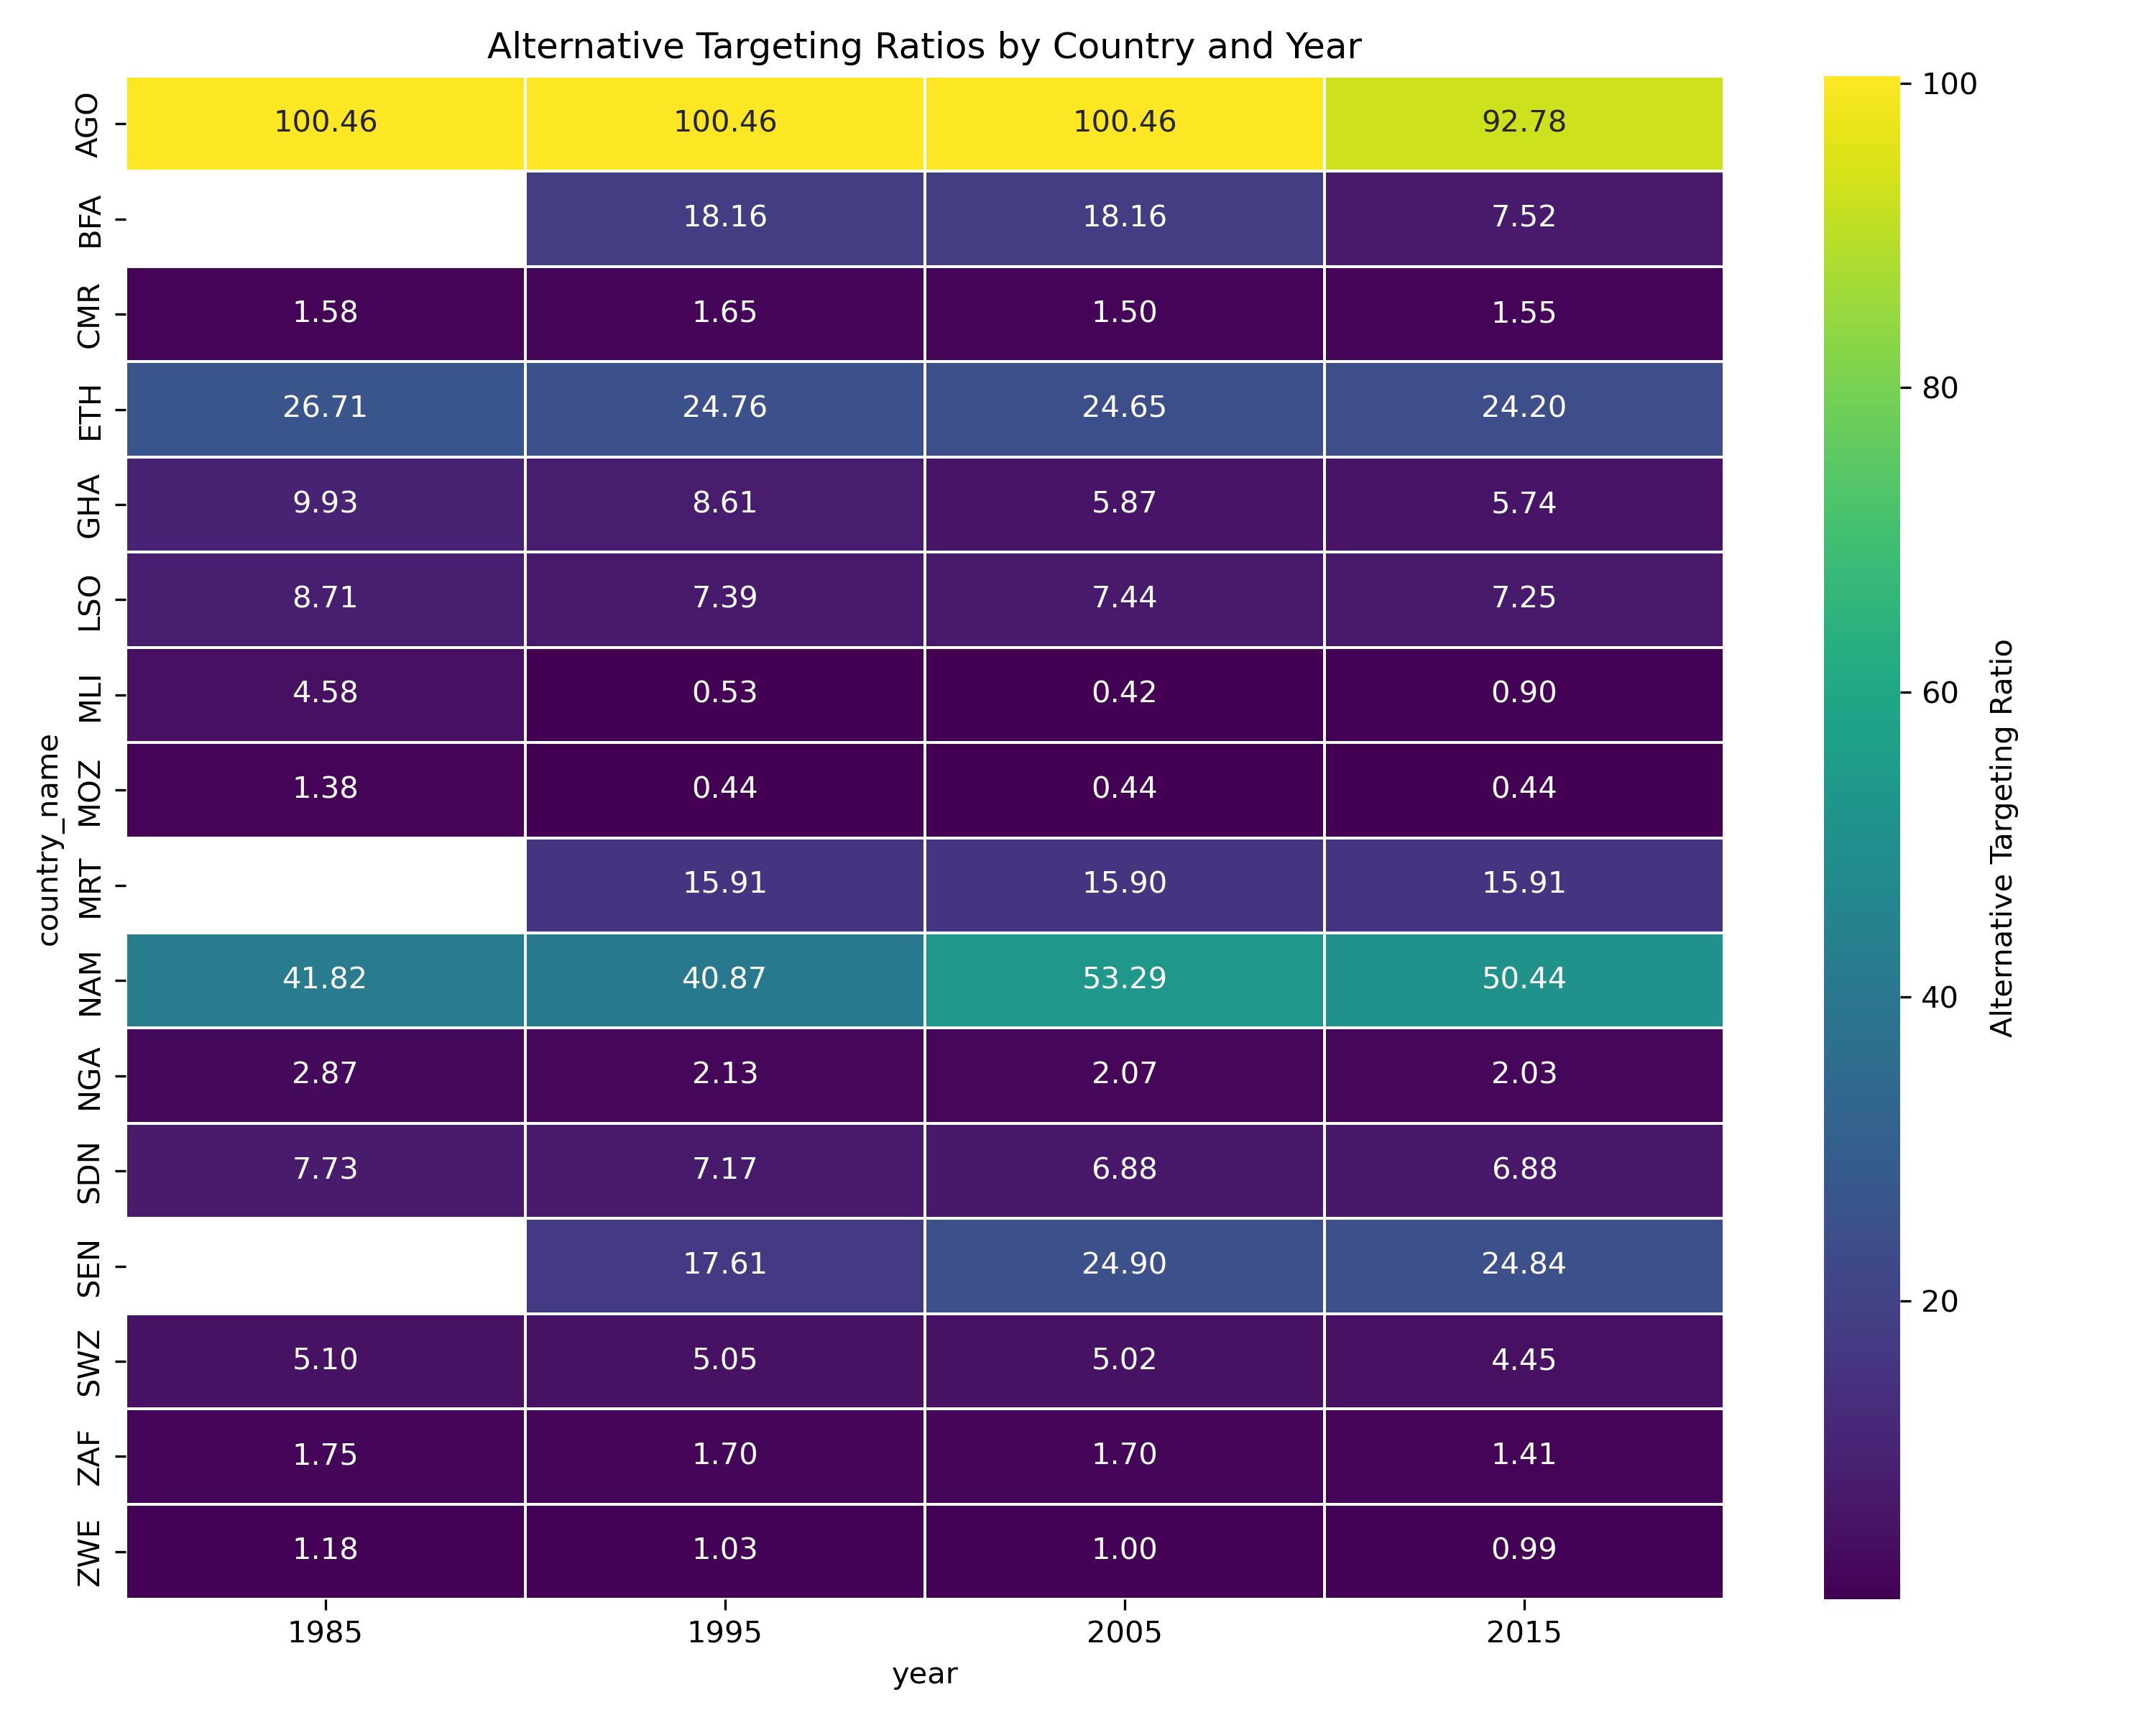 Alternative Targeting Ratios by Country and Year
AGO 100.46 100.46 100.46 92.78
BFA 18.16 18.16 7.52
CMR 1.58 1.65 1.50 1.55
ETH 26.71 24.76 24.65 24.20
GHA 9.93 8.61 5.87 5.74
LSO 8.71 7.39 7.44 7.25
MLI 4.58 0.53 0.42 0.90
MOZ 1.38 0.44 0.44 0.44
MRT 15.91 15.90 15.91
NAM 41.82 40.87 53.29 50.44
NGA 2.87 2.13 2.07 2.03
SDN 7.73 7.17 6.88 6.88
SEN 17.61 24.90 24.84
SWZ 5.10 5.05 5.02 4.45
ZAF 1.75 1.70 1.70 1.41
ZWE 1.18 1.03 1.00 0.99
1985 1995 2005 2015
year
country_name
100
80
60
40
20
Alternative Targeting Ratio